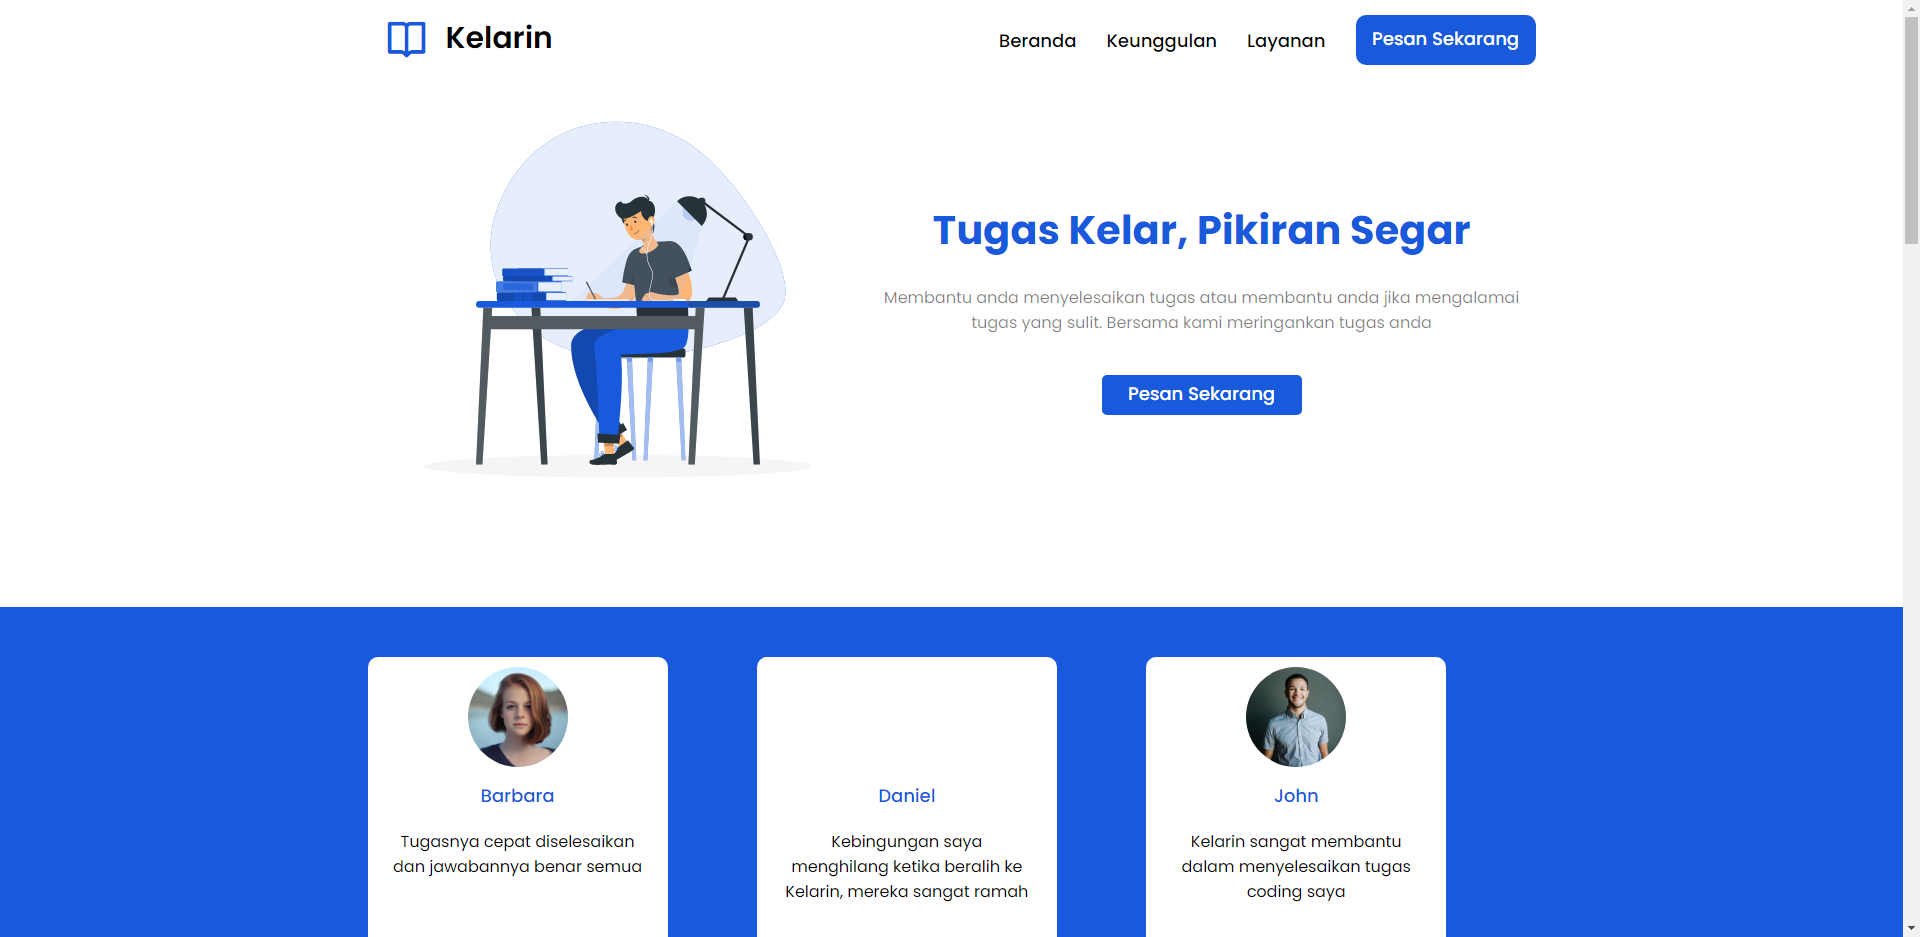 Kelarin
Beranda
Keunggulan
Layanan
Pesan Sekarang
Tugas Kelar, Pikiran Segar
Membantu anda menyelesaikan tugas atau membantu anda jika mengalamai
tugas yang sulit. Bersama kami meringankan tugas anda
Pesan Sekarang
Barbara
Tugasnya cepat diselesaikan
dan jawabannya benar semua
Daniel
Kebingungan saya
menghilang ketika beralih ke
Kelarin, mereka sangat ramah
John
Kelarin sangat membantu
dalam menyelesaikan tugas
coding saya